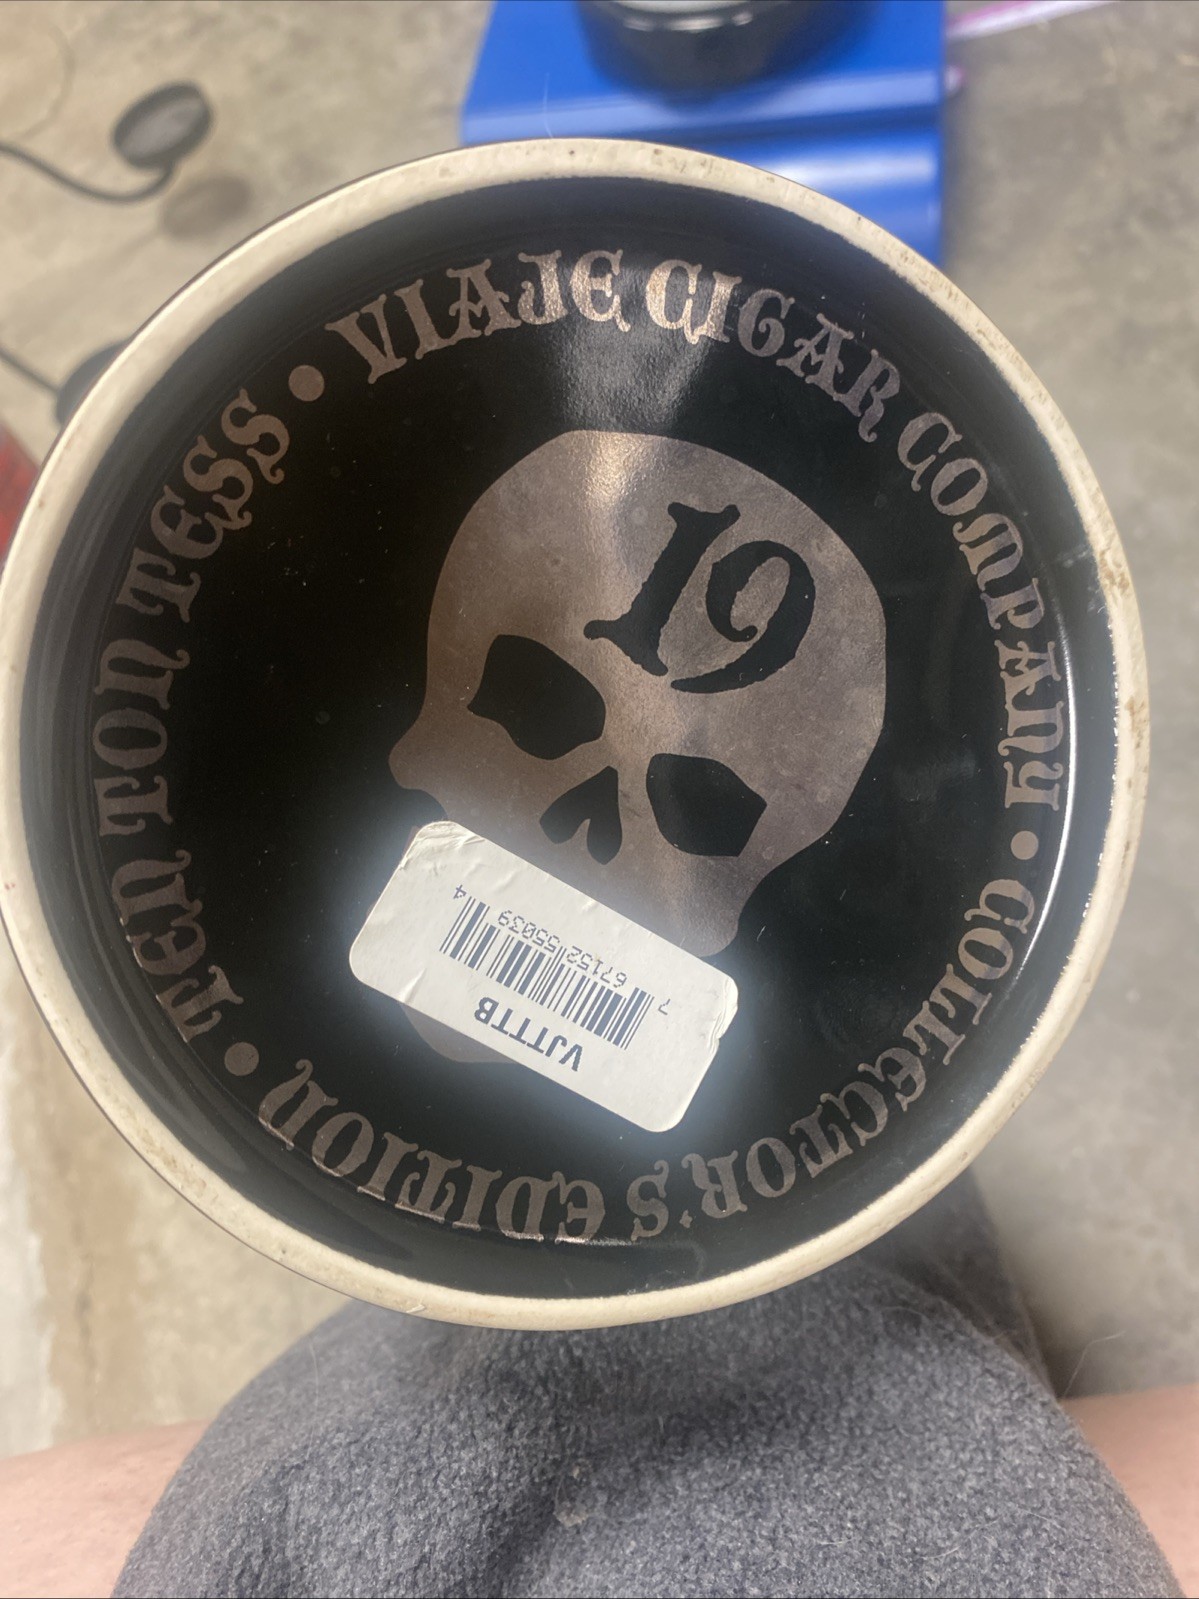 VIAJE CIGAR COMPANY • COLLECTOR'S EDITION • TEN TON TESS •
19
VJTTTB
7 67152 55039 4